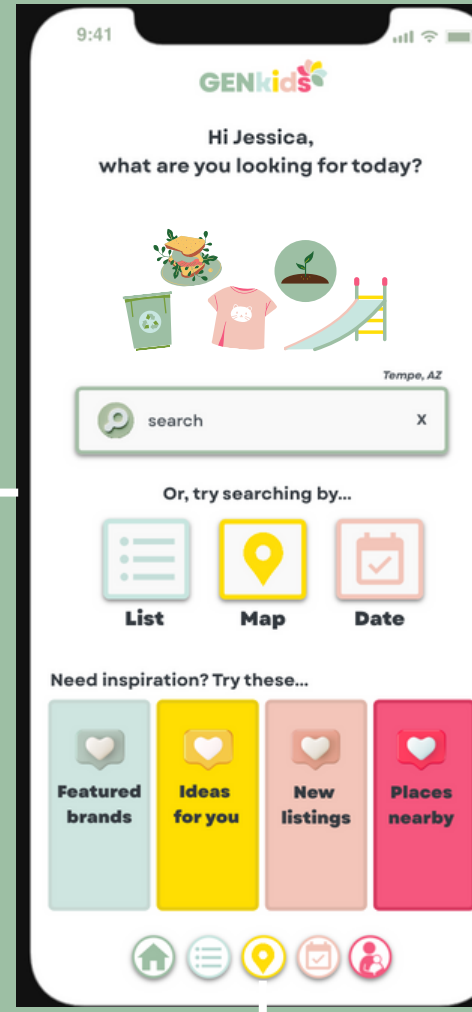 9:41
GENkids
Hi Jessica,
what are you looking for today?
Tempe, AZ
search X
Or, try searching by...
List Map Date
Need inspiration? Try these...
Featured brands
Ideas for you
New listings
Places nearby